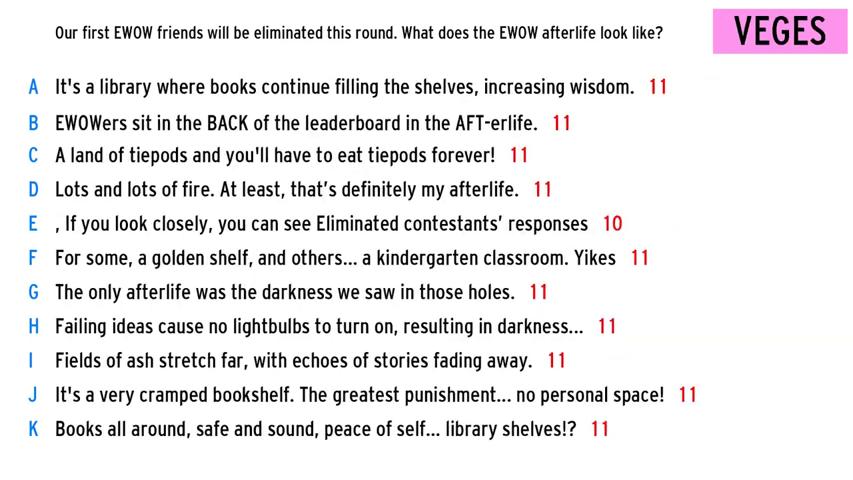 Our first EWOW friends will be eliminated this round. What does the EWOW afterlife look like?
VEGES
A It's a library where books continue filling the shelves, increasing wisdom. 11
B EWOWers sit in the BACK of the leaderboard in the AFT-erlife. 11
C A land of tiepods and you'll have to eat tiepods forever! 11
D Lots and lots of fire. At least, that’s definitely my afterlife. 11
E , If you look closely, you can see Eliminated contestants’ responses 10
F For some, a golden shelf, and others... a kindergarten classroom. Yikes 11
G The only afterlife was the darkness we saw in those holes. 11
H Failing ideas cause no lightbulbs to turn on, resulting in darkness... 11
I Fields of ash stretch far, with echoes of stories fading away. 11
J It's a very cramped bookshelf. The greatest punishment... no personal space! 11
K Books all around, safe and sound, peace of self... library shelves!? 11